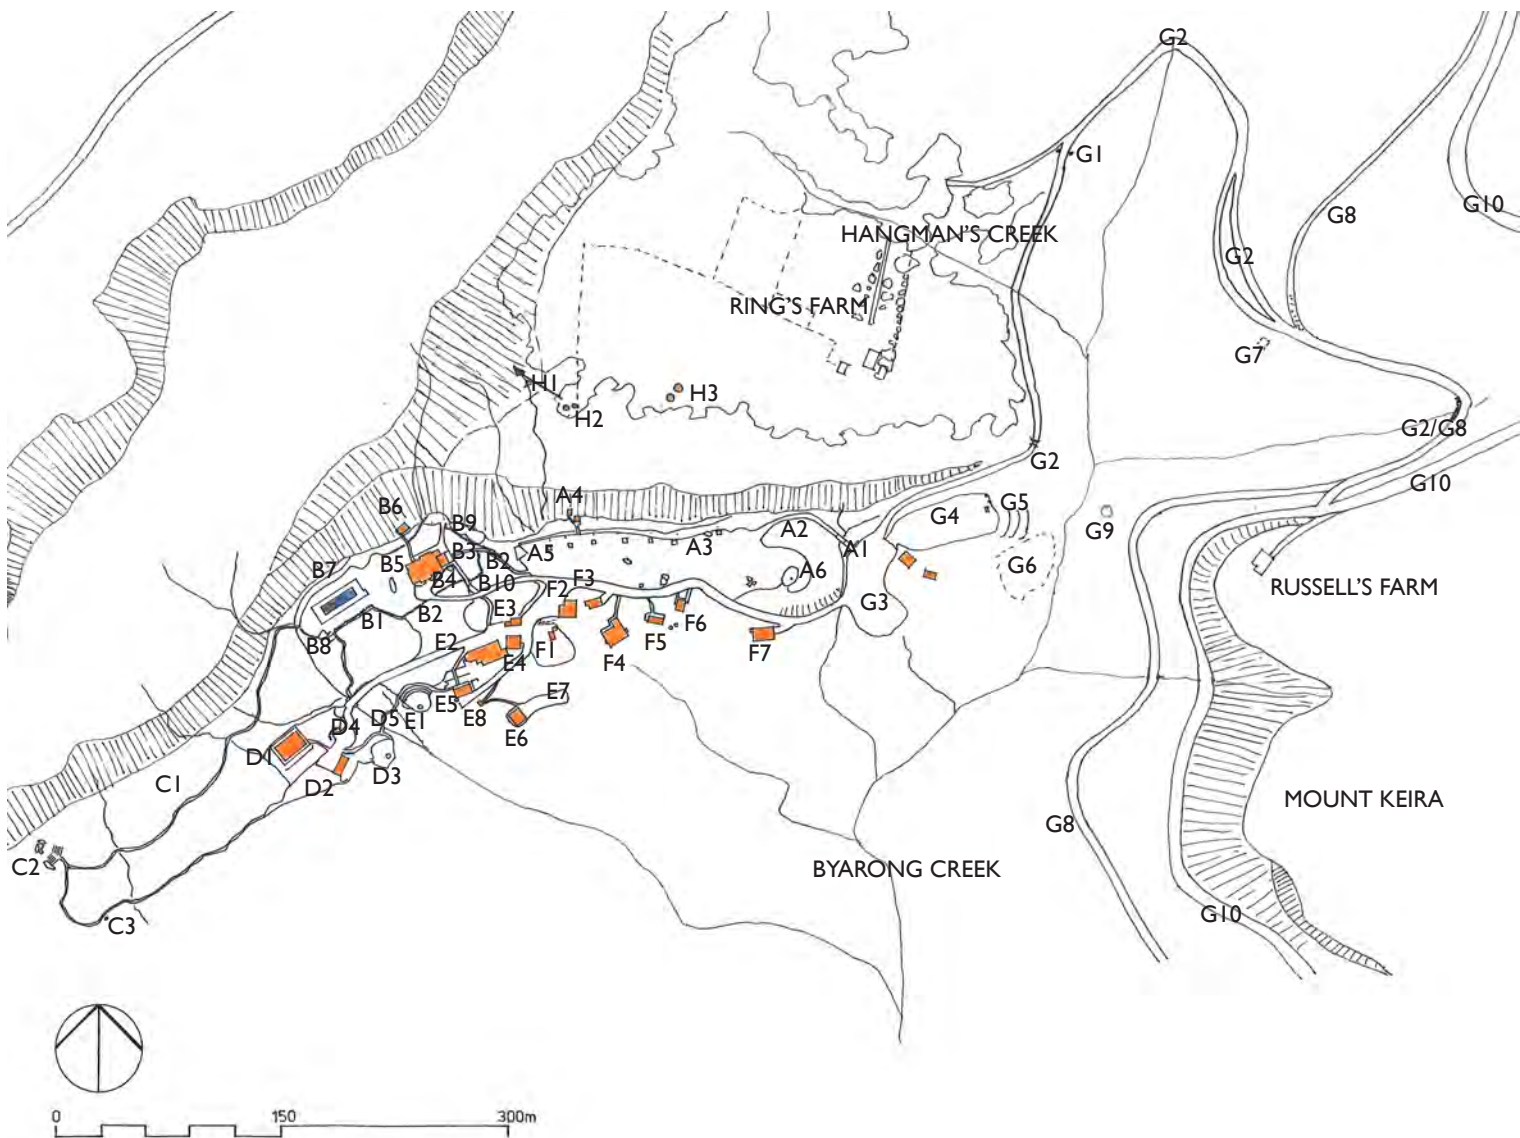 G2
G1
G8
G10
HANGMAN'S CREEK
G2
RING'S FARM
G7
H1
H3
H2
G2/G8
G2
G10
A4
B6
B9
G5
G4
G9
A2
A3
A1
B3
B2
A5
B5
B7
B4
B10
A6
G6
F3
F2
RUSSELL'S FARM
B1
B2
E3
G3
F6
F5
B8
E2
E4
F1
F4
F7
E7
E5
E8
E1
D5
D4
E6
D1
D3
D2
C1
MOUNT KEIRA
G8
C2
BYARONG CREEK
G10
C3
0 150 300m